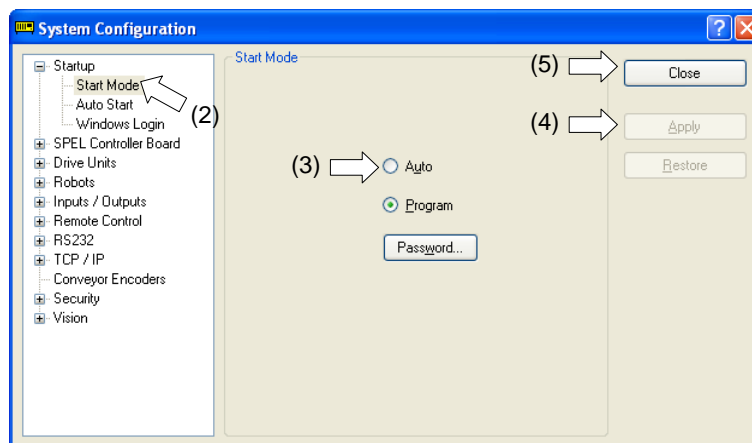 System Configuration
Startup
Start Mode
Auto Start
Windows Login
SPEL Controller Board
Drive Units
Robots
Inputs / Outputs
Remote Control
RS232
TCP / IP
Conveyor Encoders
Security
Vision
(2)
Start Mode
(3)
Auto
Program
Password...
(5)
Close
(4)
Apply
Restore